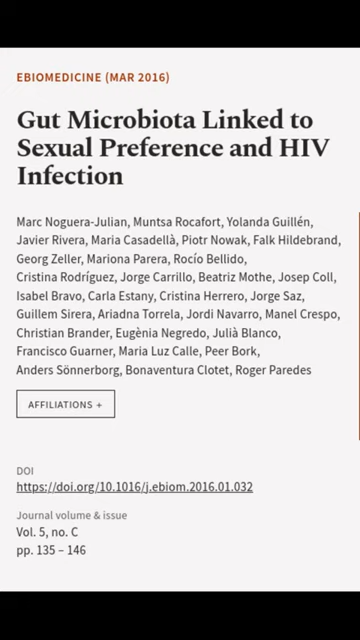 EBIOMEDICINE (MAR 2016)
Gut Microbiota Linked to
Sexual Preference and HIV
Infection
Marc Noguera-Julian, Muntsa Rocafort, Yolanda Guillén,
Javier Rivera, Maria Casadellà, Piotr Nowak, Falk Hildebrand,
Georg Zeller, Mariona Parera, Rocío Bellido,
Cristina Rodríguez, Jorge Carrillo, Beatriz Mothe, Josep Coll,
Isabel Bravo, Carla Estany, Cristina Herrero, Jorge Saz,
Guillem Sirera, Ariadna Torrela, Jordi Navarro, Manel Crespo,
Christian Brander, Eugènia Negredo, Julià Blanco,
Francisco Guarner, Maria Luz Calle, Peer Bork,
Anders Sönnerborg, Bonaventura Clotet, Roger Paredes
AFFILIATIONS +
DOI
https://doi.org/10.1016/j.ebiom.2016.01.032
Journal volume & issue
Vol. 5, no. C
pp. 135 – 146